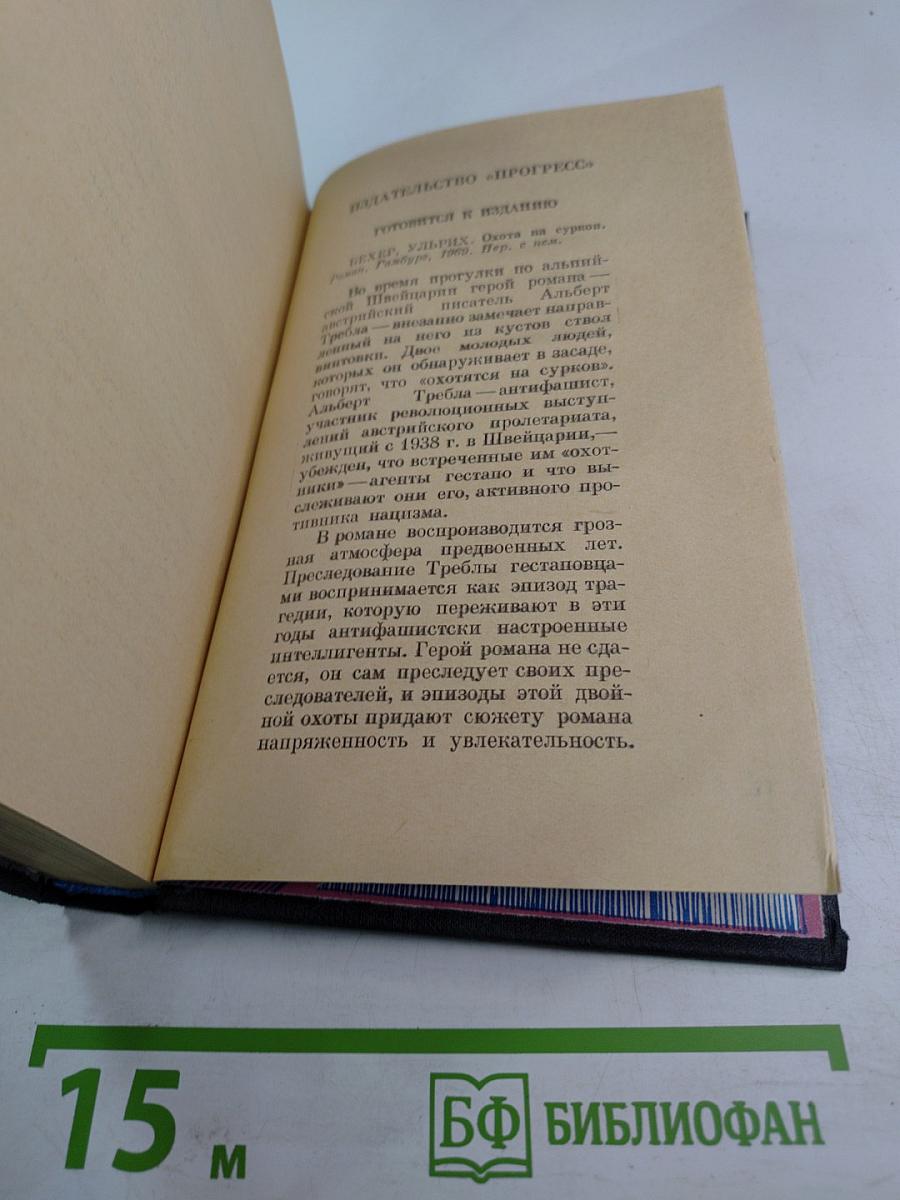 ИЗДАТЕЛЬСТВО «ПРОГРЕСС»
ГОТОВИТСЯ К ИЗДАНИЮ
БЕХЕР, УЛЬРИХ. Охота на сурков.
Роман. Гамбург, 1969. Пер. с нем.
Во время прогулки по альпий-
ской Швейцарии герой романа —
австрийский писатель Альберт
Требла — внезапно замечает направ-
ленный на него из кустов ствол
винтовки. Двое молодых людей,
которых он обнаруживает в засаде,
говорят, что «охотятся на сурков».
Альберт Требла — антифашист,
участник революционных выступ-
лений австрийского пролетариата,
живущий с 1938 г. в Швейцарии,—
убежден, что встреченные им «охот-
ники» — агенты гестапо и что вы-
слеживают они его, активного про-
тивника нацизма.
В романе воспроизводится гроз-
ная атмосфера предвоенных лет.
Преследование Треблы гестаповца-
ми воспринимается как эпизод тра-
гедии, которую переживают в эти
годы антифашистски настроенные
интеллигенты. Герой романа не сда-
ется, он сам преследует своих пре-
следователей, и эпизоды этой двой-
ной охоты придают сюжету романа
напряженность и увлекательность.
15 м
БФ БИБЛИОФАН